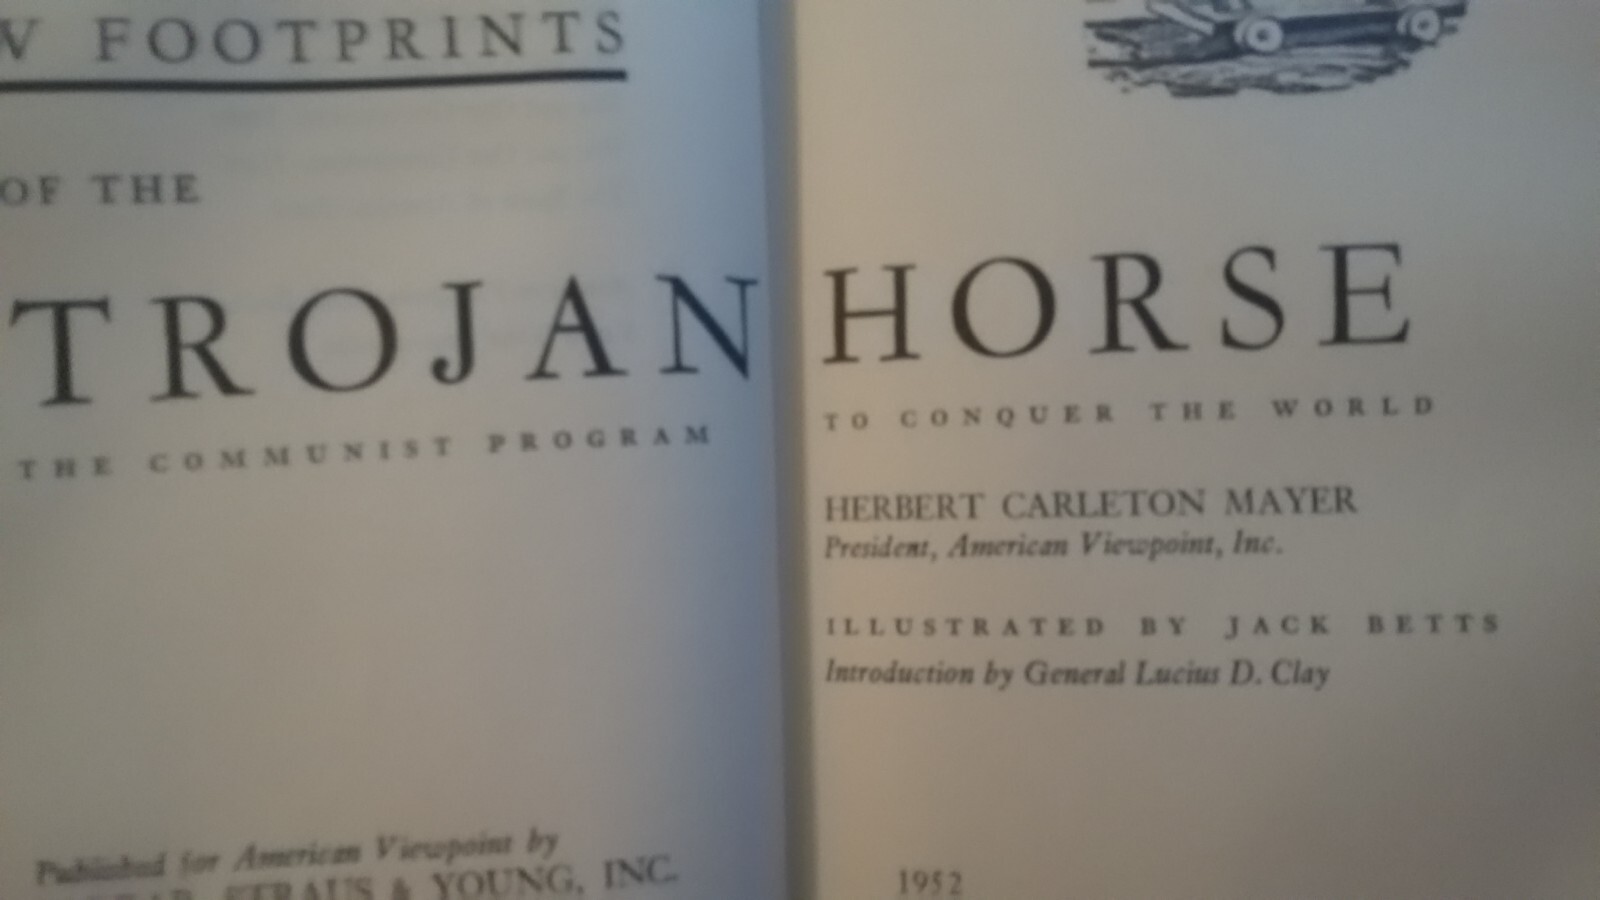 FOOTPRINTS
OF THE
TROJAN HORSE
THE COMMUNIST PROGRAM TO CONQUER THE WORLD
HERBERT CARLETON MAYER
President, American Viewpoint, Inc.
ILLUSTRATED BY JACK BETTS
Introduction by General Lucius D. Clay
Published for American Viewpoint by
STRAUS & YOUNG, INC.
1952